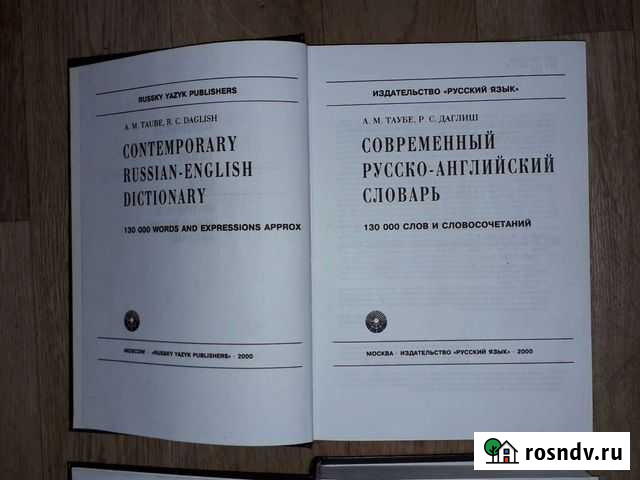 RUSSKY YAZYK PUBLISHERS
A. M. TAUBE, R. C. DAGLISH
CONTEMPORARY
RUSSIAN-ENGLISH
DICTIONARY
130 000 WORDS AND EXPRESSIONS APPROX
MOSCOW · «RUSSKY YAZYK PUBLISHERS» · 2000
ИЗДАТЕЛЬСТВО «РУССКИЙ ЯЗЫК»
А. М. ТАУБЕ, Р. С. ДАГЛИШ
СОВРЕМЕННЫЙ
РУССКО-АНГЛИЙСКИЙ
СЛОВАРЬ
130 000 СЛОВ И СЛОВОСОЧЕТАНИЙ
МОСКВА · ИЗДАТЕЛЬСТВО «РУССКИЙ ЯЗЫК» · 2000
rosndv.ru